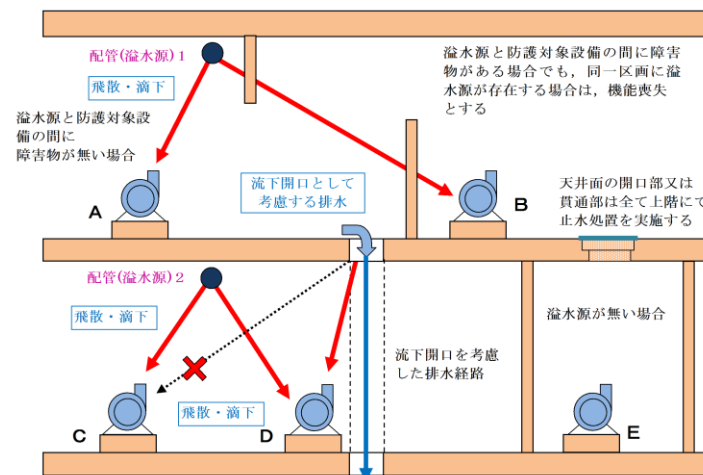 配管(溢水源)1
飛散・滴下
溢水源と防護対象設
備の間に
障害物が無い場合
溢水源と防護対象設備の間に障害
物がある場合でも，同一区画に溢
水源が存在する場合は，機能喪失
とする
流下開口として
考慮する排水
天井面の開口部又は
貫通部は全て上階にて
止水処置を実施する
A
B
配管(溢水源)2
飛散・滴下
溢水源が無い場合
流下開口を考慮
した排水経路
飛散・滴下
C
D
E